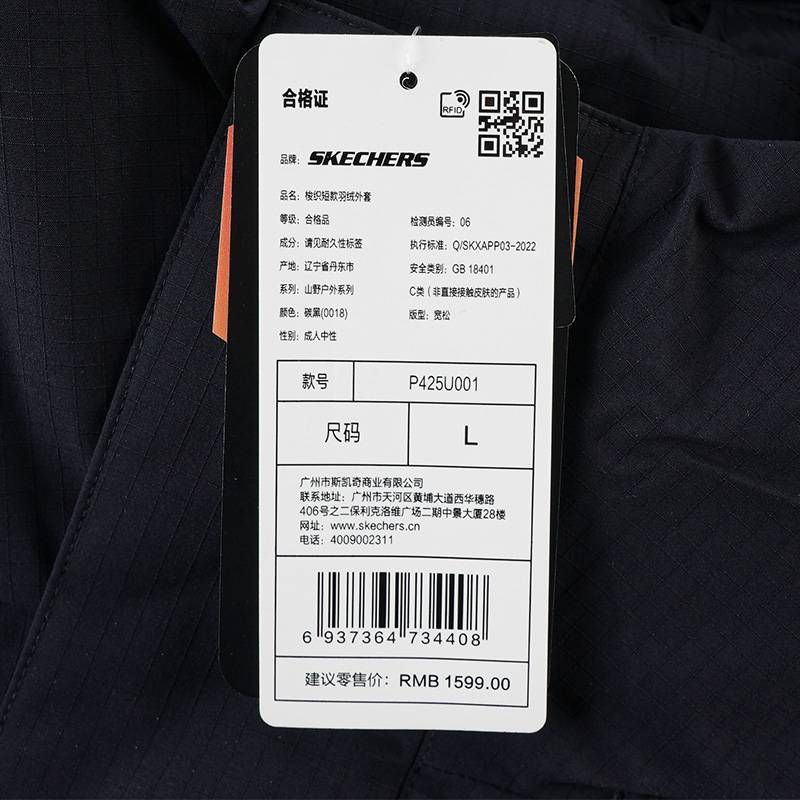 合格证
RFID
品牌: SKECHERS
品名: 梭织短款羽绒外套
等级: 合格品 检测员编号: 06
成分: 请见耐久性标签 执行标准: Q/SKXAPP03-2022
产地: 辽宁省丹东市 安全类别: GB 18401
系列: 山野户外系列 C类 (非直接接触皮肤的产品)
颜色: 碳黑(0018) 版型: 宽松
性别: 成人中性
款号 P425U001
尺码 L
广州市斯凯奇商业有限公司
联系地址: 广州市天河区黄埔大道西华穗路
406号之二保利克洛维广场二期中景大厦28楼
网址: www.skechers.cn
电话: 4009002311
6 937364 734408
建议零售价: RMB 1599.00